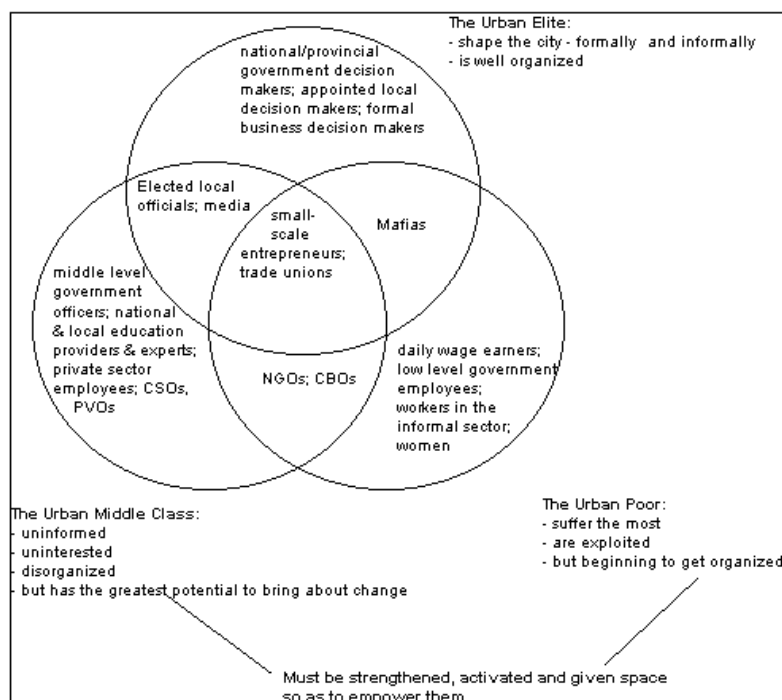 The Urban Elite:
- shape the city - formally and informally
- is well organized
national/provincial
government decision
makers; appointed local
decision makers; formal
business decision makers
Elected local
officials; media
small-
scale
entrepreneurs;
trade unions
Mafias
middle level
government
officers; national
& local education
providers & experts;
private sector
employees; CSOs,
PVOs
NGOs; CBOs
daily wage earners;
low level government
employees;
workers in the
informal sector;
women
The Urban Middle Class:
- uninformed
- uninterested
- disorganized
- but has the greatest potential to bring about change
The Urban Poor:
- suffer the most
- are exploited
- but beginning to get organized
Must be strengthened, activated and given space
so as to empower them